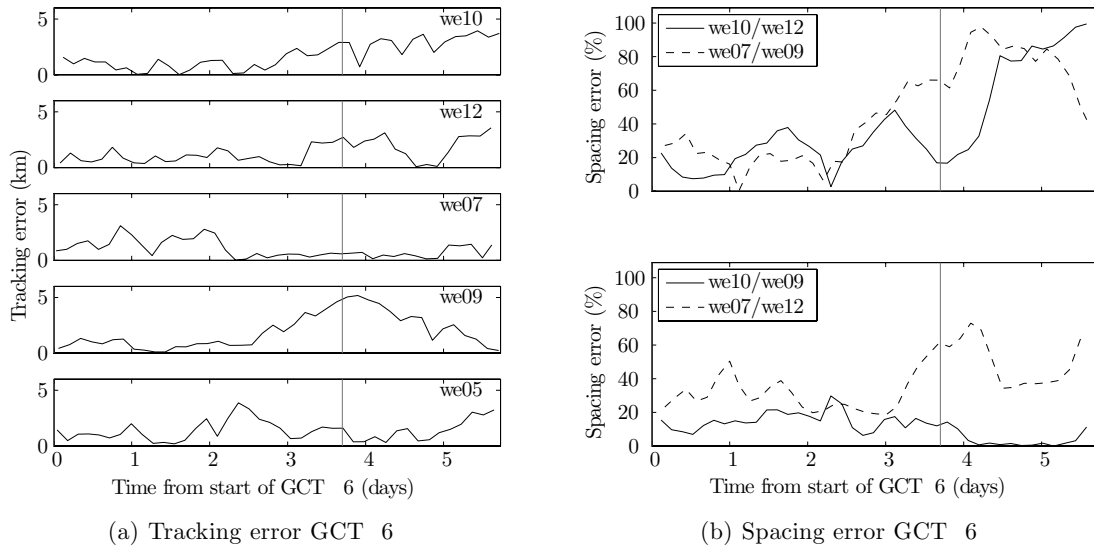 Tracking error (km)
5
0
we10
5
0
we12
5
0
we07
5
0
we09
5
0
we05
0 1 2 3 4 5
Time from start of GCT 6 (days)
(a) Tracking error GCT 6
Spacing error (%)
100
80
60
40
20
0
we10/we12
we07/we09
Spacing error (%)
100
80
60
40
20
0
we10/we09
we07/we12
0 1 2 3 4 5
Time from start of GCT 6 (days)
(b) Spacing error GCT 6